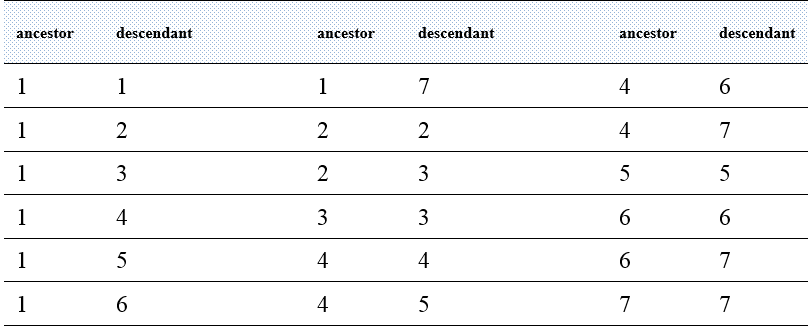 ancestor descendant ancestor descendant ancestor descendant
1 1 1 7 4 6
1 2 2 2 4 7
1 3 2 3 5 5
1 4 3 3 6 6
1 5 4 4 6 7
1 6 4 5 7 7